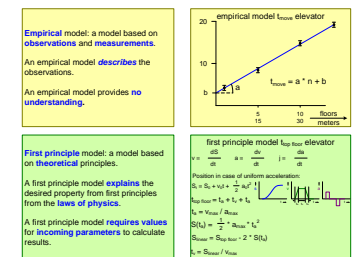 Empirical model: a model based on
observations and measurements.
An empirical model describes the
observations.
An empirical model provides no
understanding.
empirical model tmove elevator
20
10
b
a
tmove = a * n + b
5
10
floors
15
30
meters
First principle model: a model based
on theoretical principles.
A first principle model explains the
desired property from first principles
from the laws of physics.
A first principle model requires values
for incoming parameters to calculate
results.
first principle model ttop floor elevator
v = dS/dt a = dv/dt j = da/dt
Position in case of uniform acceleration:
St = S0 + v0t + 1/2 a0t2
ttop floor = ta + tv + ta
ta = vmax / amax
S(ta) = 1/2 * amax * ta2
Slinear = Stop floor - 2 * S(ta)
tv = Slinear / vmax